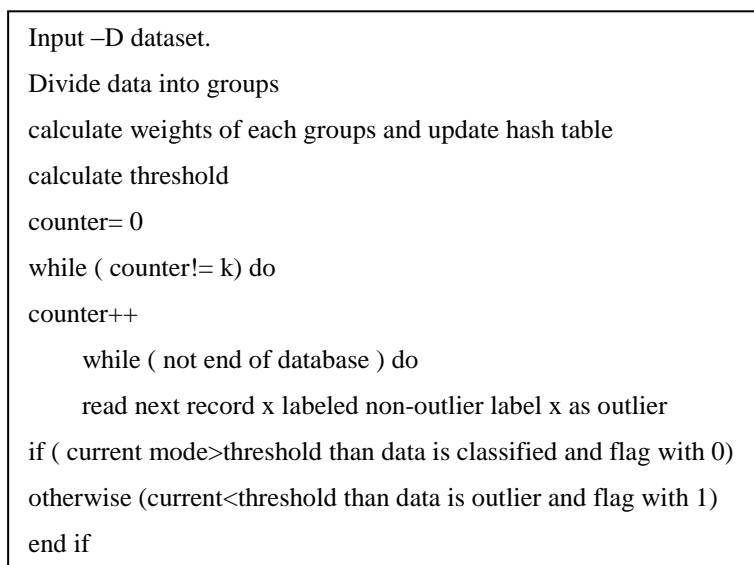 Input –D dataset.
Divide data into groups
calculate weights of each groups and update hash table
calculate threshold
counter= 0
while ( counter!= k) do
counter++
while ( not end of database ) do
read next record x labeled non-outlier label x as outlier
if ( current mode>threshold than data is classified and flag with 0)
otherwise (current<threshold than data is outlier and flag with 1)
end if